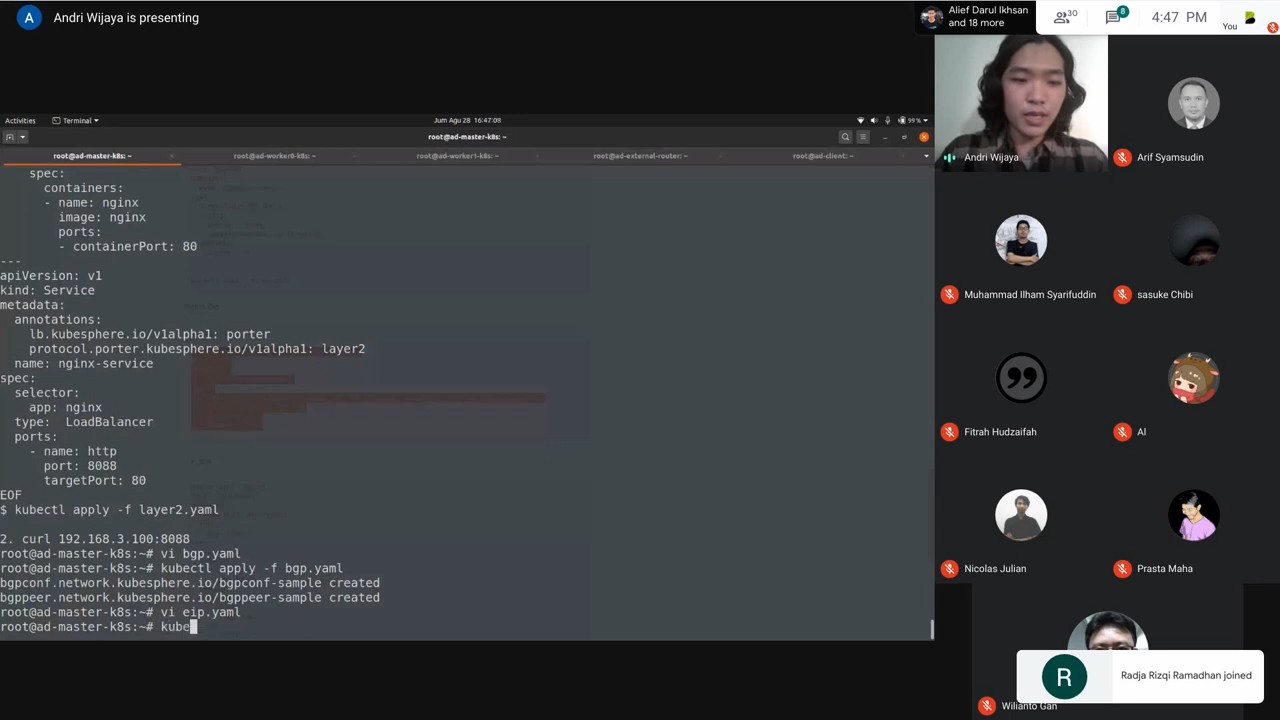 A
Andri Wijaya is presenting
Alief Darul Ikhsan
and 18 more
30
8
4:47 PM
You
Activities
Terminal
Jum Agu 28 16:47:09
99 %
root@ad-master-k8s: ~
root@ad-master-k8s: ~
root@ad-worker0-k8s: ~
root@ad-worker1-k8s: ~
root@ad-external-router: ~
root@ad-client: ~
    spec:
      containers:
      - name: nginx
        image: nginx
        ports:
        - containerPort: 80
---
apiVersion: v1
kind: Service
metadata:
  annotations:
    lb.kubesphere.io/v1alpha1: porter
    protocol.porter.kubesphere.io/v1alpha1: layer2
  name: nginx-service
spec:
  selector:
    app: nginx
  type:  LoadBalancer
  ports:
    - name: http
      port: 8088
      targetPort: 80
EOF
$ kubectl apply -f layer2.yaml
2. curl 192.168.3.100:8088
root@ad-master-k8s:~# vi bgp.yaml
root@ad-master-k8s:~# kubectl apply -f bgp.yaml
bgpconf.network.kubesphere.io/bgpconf-sample created
bgppeer.network.kubesphere.io/bgppeer-sample created
root@ad-master-k8s:~# vi eip.yaml
root@ad-master-k8s:~# kube
Andri Wijaya
Arif Syamsudin
Muhammad Ilham Syarifuddin
sasuke Chibi
Fitrah Hudzaifah
Al
Nicolas Julian
Prasta Maha
Wilianto Gan
R
Radja Rizqi Ramadhan joined